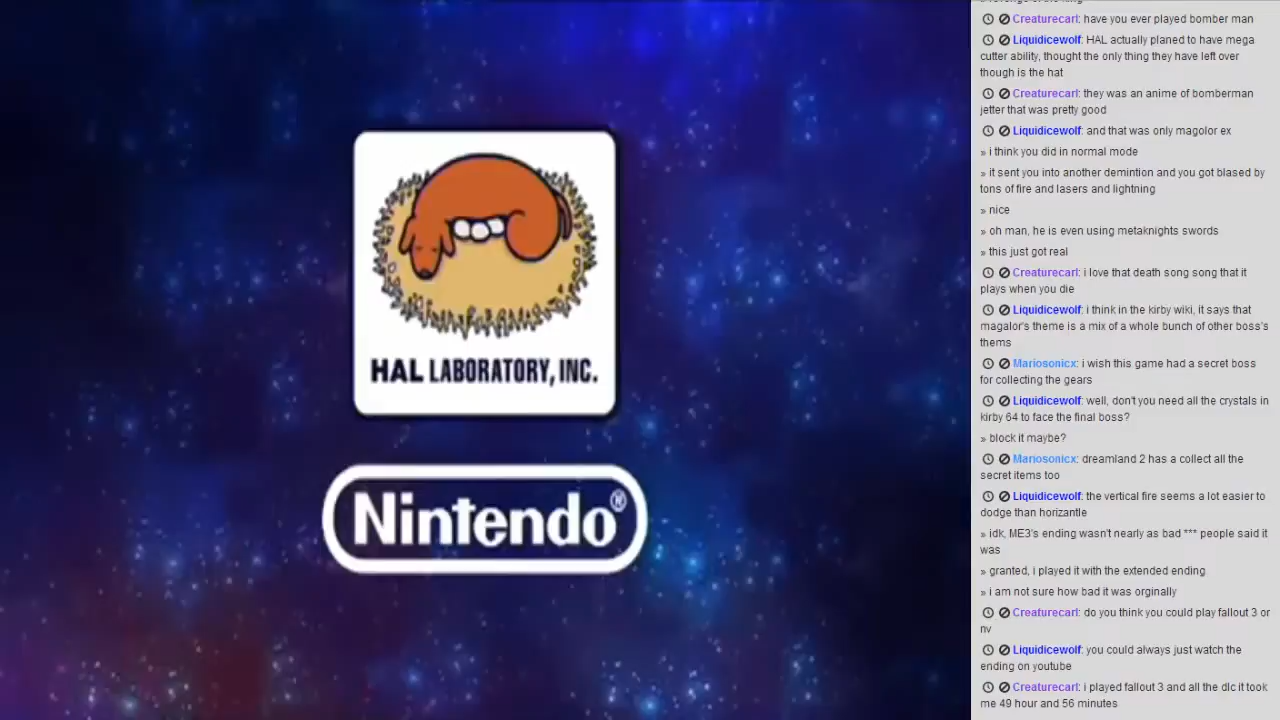 HAL LABORATORY, INC.
Nintendo®
Creaturecarl: have you ever played bomber man
Liquidicewolf: HAL actually planed to have mega
cutter ability, thought the only thing they have left over
though is the hat
Creaturecarl: they was an anime of bomberman
jetter that was pretty good
Liquidicewolf: and that was only magolor ex
» i think you did in normal mode
» it sent you into another demintion and you got blased by
tons of fire and lasers and lightning
» nice
» oh man, he is even using metaknights swords
» this just got real
Creaturecarl: i love that death song song that it
plays when you die
Liquidicewolf: i think in the kirby wiki, it says that
magalor's theme is a mix of a whole bunch of other boss's
thems
Mariosonicx: i wish this game had a secret boss
for collecting the gears
Liquidicewolf: well, don't you need all the crystals in
kirby 64 to face the final boss?
» block it maybe?
Mariosonicx: dreamland 2 has a collect all the
secret items too
Liquidicewolf: the vertical fire seems a lot easier to
dodge than horizantle
» idk, ME3's ending wasn't nearly as bad *** people said it
was
» granted, i played it with the extended ending
» i am not sure how bad it was orginally
Creaturecarl: do you think you could play fallout 3 or
nv
Liquidicewolf: you could always just watch the
ending on youtube
Creaturecarl: i played fallout 3 and all the dlc it took
me 49 hour and 56 minutes